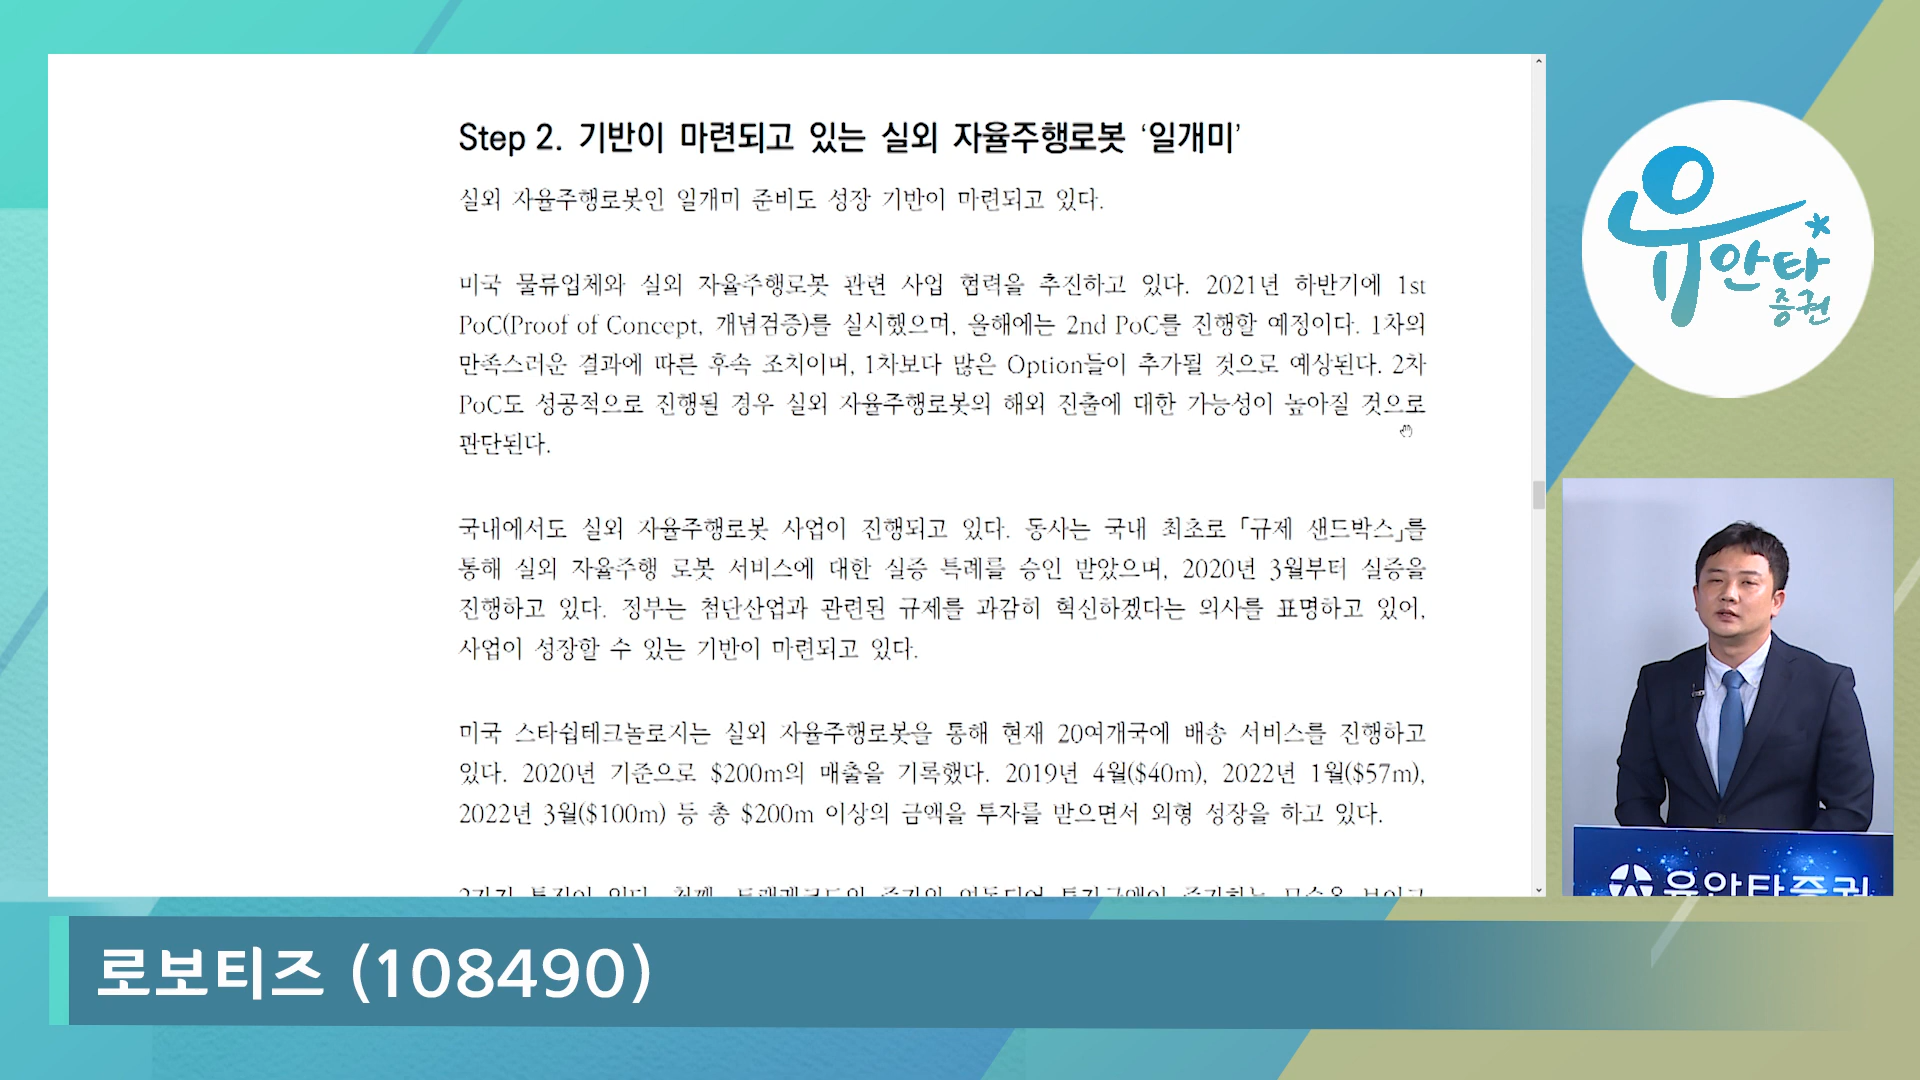 Step 2. 기반이 마련되고 있는 실외 자율주행로봇 ‘일개미’
실외 자율주행로봇인 일개미 준비도 성장 기반이 마련되고 있다.
미국 물류업체와 실외 자율주행로봇 관련 사업 협력을 추진하고 있다. 2021년 하반기에 1st
PoC(Proof of Concept, 개념검증)를 실시했으며, 올해에는 2nd PoC를 진행할 예정이다. 1차의
만족스러운 결과에 따른 후속 조치이며, 1차보다 많은 Option들이 추가될 것으로 예상된다. 2차
PoC도 성공적으로 진행될 경우 실외 자율주행로봇의 해외 진출에 대한 가능성이 높아질 것으로
판단된다.
국내에서도 실외 자율주행로봇 사업이 진행되고 있다. 동사는 국내 최초로 「규제 샌드박스」를
통해 실외 자율주행 로봇 서비스에 대한 실증 특례를 승인 받았으며, 2020년 3월부터 실증을
진행하고 있다. 정부는 첨단산업과 관련된 규제를 과감히 혁신하겠다는 의사를 표명하고 있어,
사업이 성장할 수 있는 기반이 마련되고 있다.
미국 스타쉽테크놀로지는 실외 자율주행로봇을 통해 현재 20여개국에 배송 서비스를 진행하고
있다. 2020년 기준으로 $200m의 매출을 기록했다. 2019년 4월($40m), 2022년 1월($57m),
2022년 3월($100m) 등 총 $200m 이상의 금액을 투자를 받으면서 외형 성장을 하고 있다.
유안타
증권
유안타증권
로보티즈 (108490)